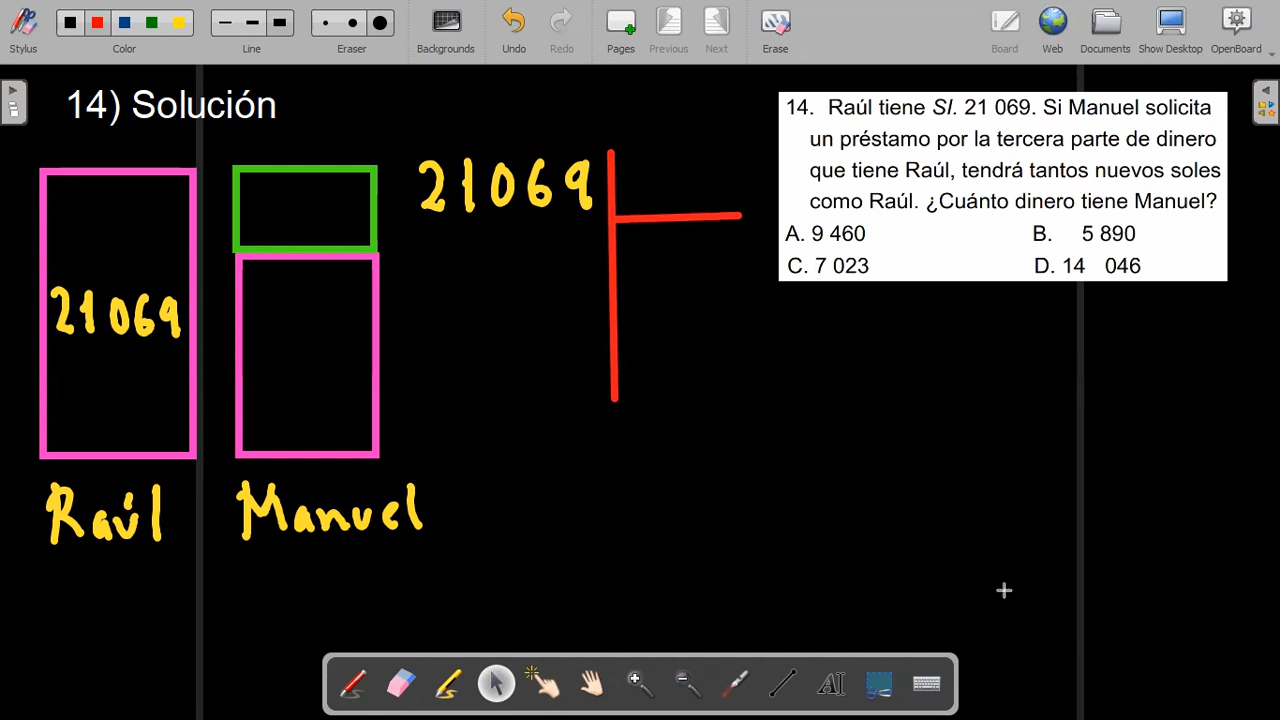 Stylus
Color
Line
Eraser
Backgrounds
Undo
Redo
Pages
Previous
Next
Erase
Board
Web
Documents
Show Desktop
OpenBoard
14) Solución
14. Raúl tiene S/. 21 069. Si Manuel solicita
un préstamo por la tercera parte de dinero
que tiene Raúl, tendrá tantos nuevos soles
como Raúl. ¿Cuánto dinero tiene Manuel?
A. 9 460 B. 5 890
C. 7 023 D. 14 046
21069
21069
Raúl
Manuel
AI